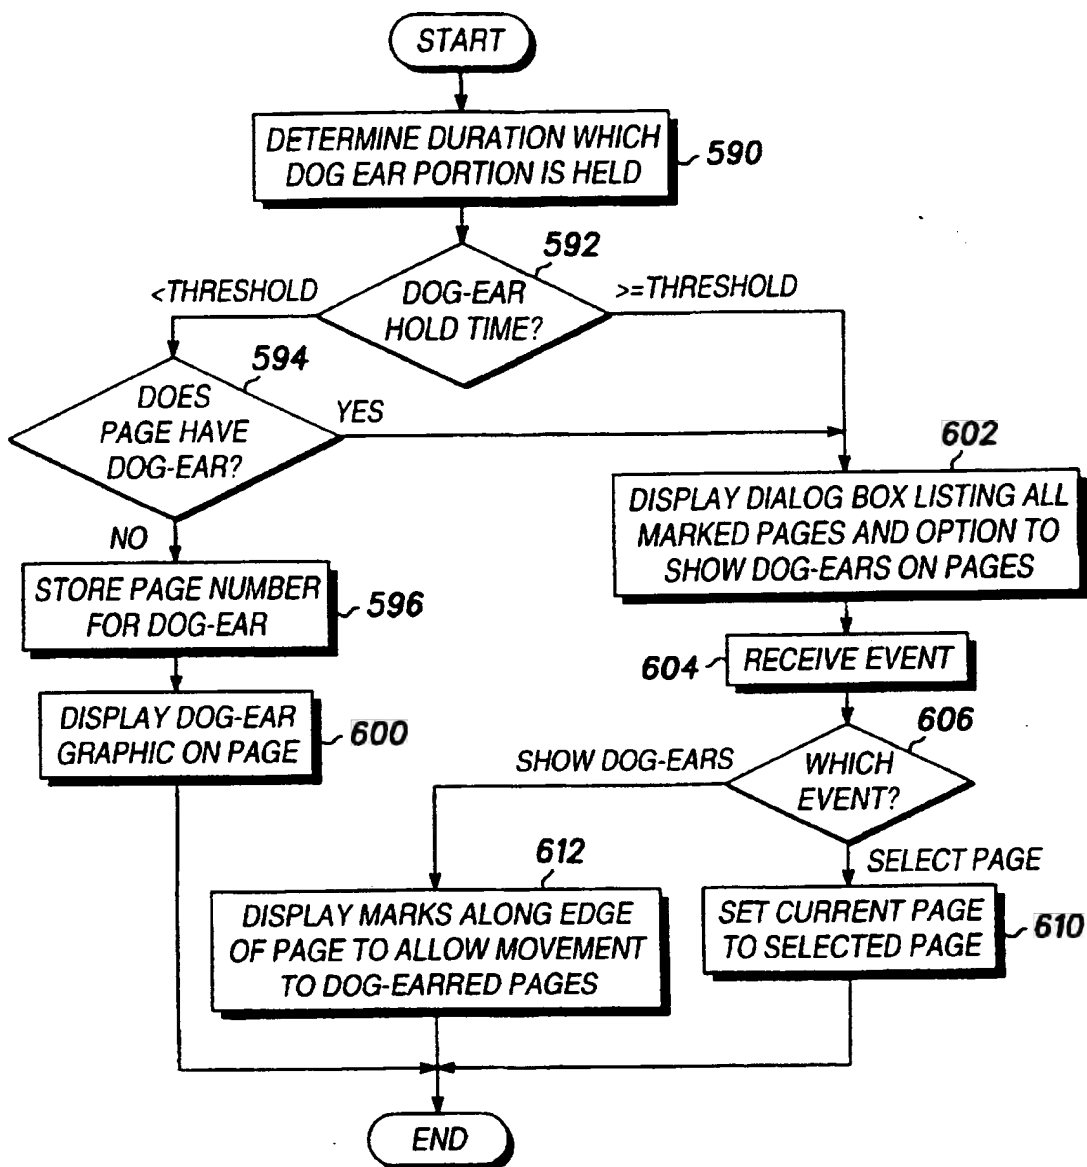 START
DETERMINE DURATION WHICH
DOG EAR PORTION IS HELD
590
592
<THRESHOLD
DOG-EAR
HOLD TIME?
>=THRESHOLD
594
DOES
PAGE HAVE
DOG-EAR?
YES
NO
602
DISPLAY DIALOG BOX LISTING ALL
MARKED PAGES AND OPTION TO
SHOW DOG-EARS ON PAGES
STORE PAGE NUMBER
FOR DOG-EAR
596
604
RECEIVE EVENT
DISPLAY DOG-EAR
GRAPHIC ON PAGE
600
606
SHOW DOG-EARS
WHICH
EVENT?
SELECT PAGE
612
DISPLAY MARKS ALONG EDGE
OF PAGE TO ALLOW MOVEMENT
TO DOG-EARRED PAGES
SET CURRENT PAGE
TO SELECTED PAGE
610
END